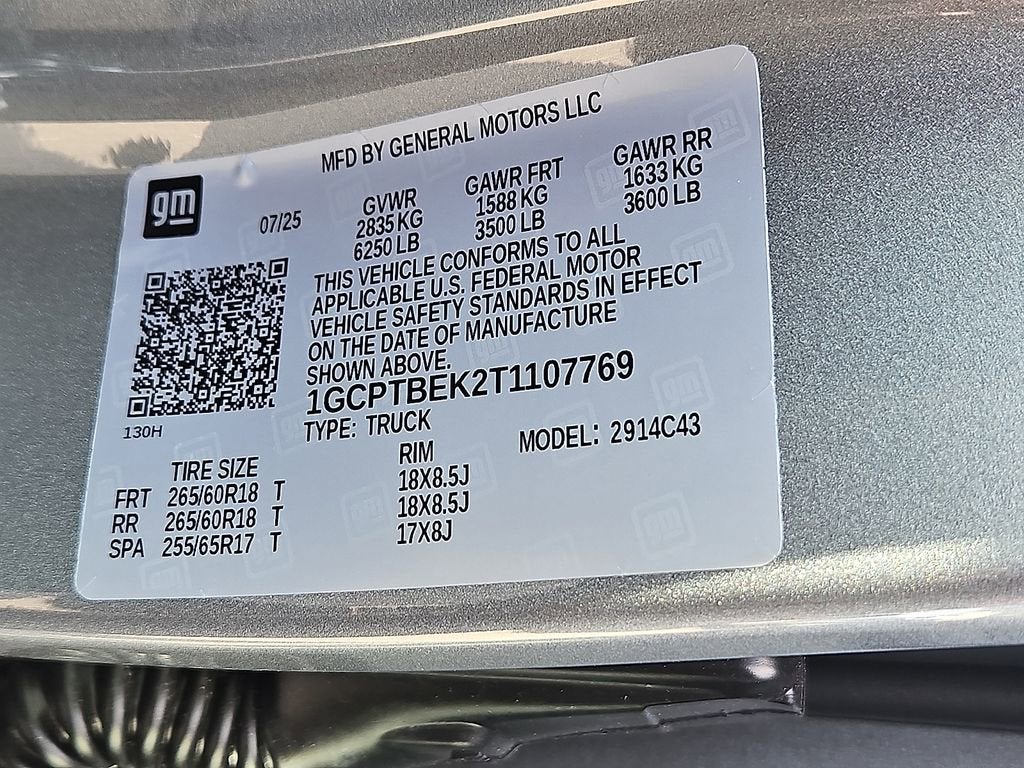 MFD BY GENERAL MOTORS LLC
gm
07/25
GVWR GAWR FRT GAWR RR
2835 KG 1588 KG 1633 KG
6250 LB 3500 LB 3600 LB
THIS VEHICLE CONFORMS TO ALL
APPLICABLE U.S. FEDERAL MOTOR
VEHICLE SAFETY STANDARDS IN EFFECT
ON THE DATE OF MANUFACTURE
SHOWN ABOVE.
1GCPTBEK2T1107769
130H
TYPE: TRUCK MODEL: 2914C43
TIRE SIZE RIM
FRT 265/60R18 T 18X8.5J
RR 265/60R18 T 18X8.5J
SPA 255/65R17 T 17X8J